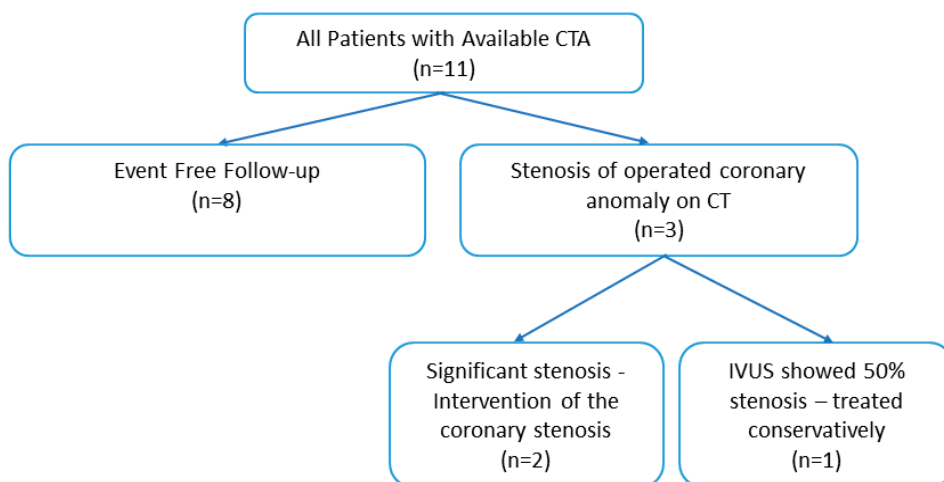 All Patients with Available CTA
(n=11)
Event Free Follow-up
(n=8)
Stenosis of operated coronary
anomaly on CT
(n=3)
Significant stenosis -
Intervention of the
coronary stenosis
(n=2)
IVUS showed 50%
stenosis – treated
conservatively
(n=1)